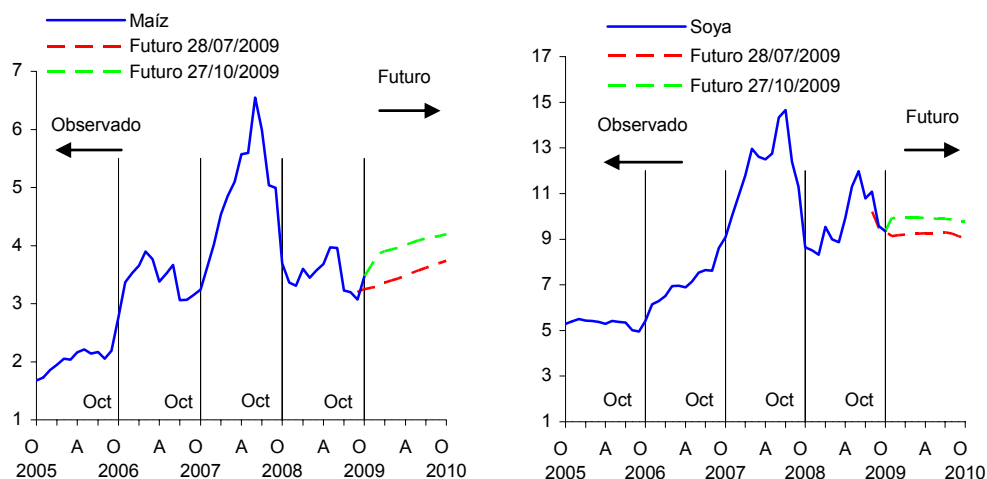 Maíz
Futuro 28/07/2009
Futuro 27/10/2009
Futuro
Observado
7
6
5
4
3
2
1
Oct Oct Oct Oct
O A O A O A O A O A O
2005 2006 2007 2008 2009 2010
Soya
Futuro 28/07/2009
Futuro 27/10/2009
Observado
Futuro
17
15
13
11
9
7
5
3
1
Oct Oct Oct Oct
O A O A O A O A O A O
2005 2006 2007 2008 2009 2010